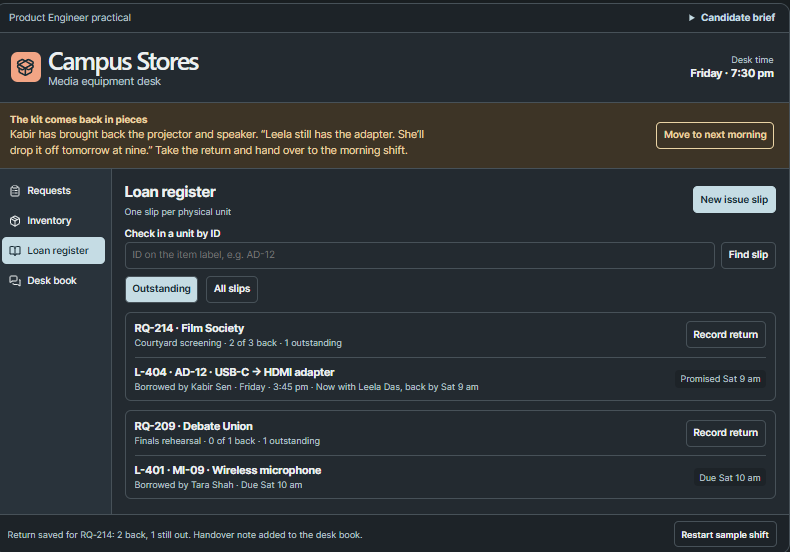 Product Engineer practical
▶ Candidate brief
Campus Stores
Media equipment desk
Desk time
Friday · 7:30 pm
The kit comes back in pieces
Kabir has brought back the projector and speaker. “Leela still has the adapter. She’ll
drop it off tomorrow at nine.” Take the return and hand over to the morning shift.
Move to next morning
Requests
Inventory
Loan register
Desk book
Loan register
One slip per physical unit
New issue slip
Check in a unit by ID
ID on the item label, e.g. AD-12
Find slip
Outstanding
All slips
RQ-214 · Film Society
Courtyard screening · 2 of 3 back · 1 outstanding
Record return
L-404 · AD-12 · USB-C → HDMI adapter
Borrowed by Kabir Sen · Friday · 3:45 pm · Now with Leela Das, back by Sat 9 am
Promised Sat 9 am
RQ-209 · Debate Union
Finals rehearsal · 0 of 1 back · 1 outstanding
Record return
L-401 · MI-09 · Wireless microphone
Borrowed by Tara Shah · Due Sat 10 am
Due Sat 10 am
Return saved for RQ-214: 2 back, 1 still out. Handover note added to the desk book.
Restart sample shift